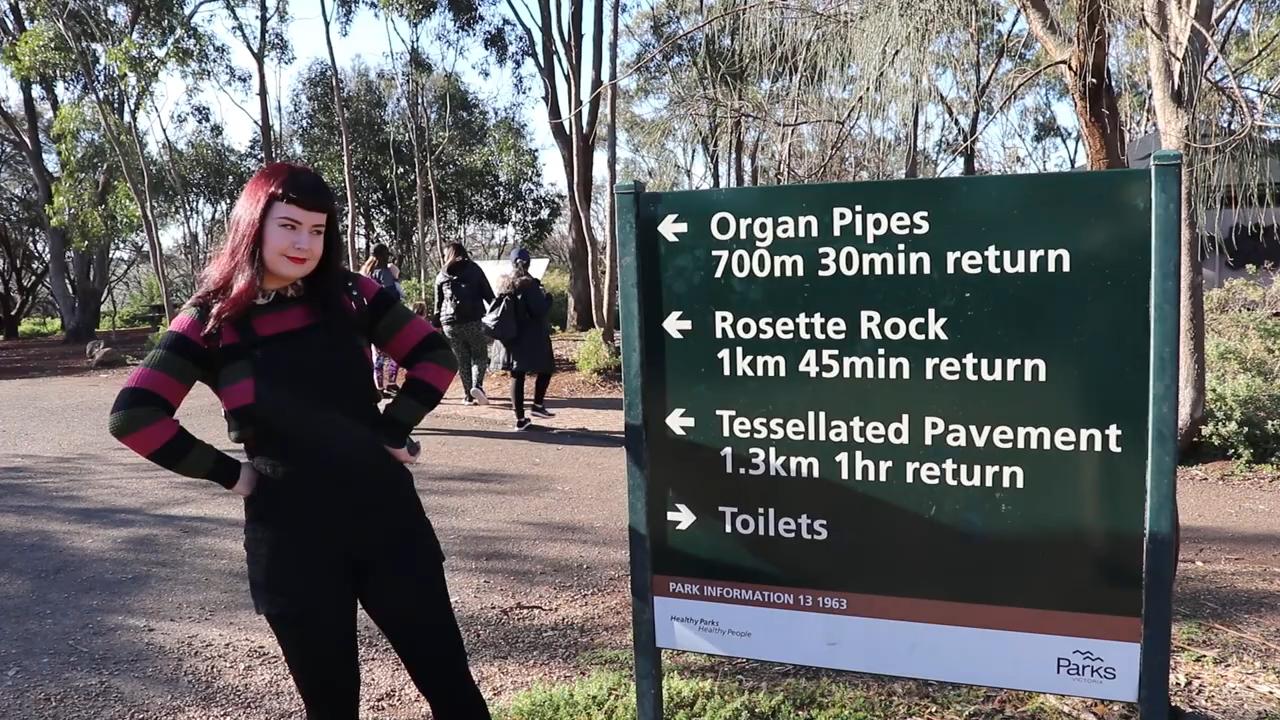 Organ Pipes
700m 30min return
Rosette Rock
1km 45min return
Tessellated Pavement
1.3km 1hr return
Toilets
PARK INFORMATION 13 1963
Healthy Parks
Healthy People
Parks
VICTORIA